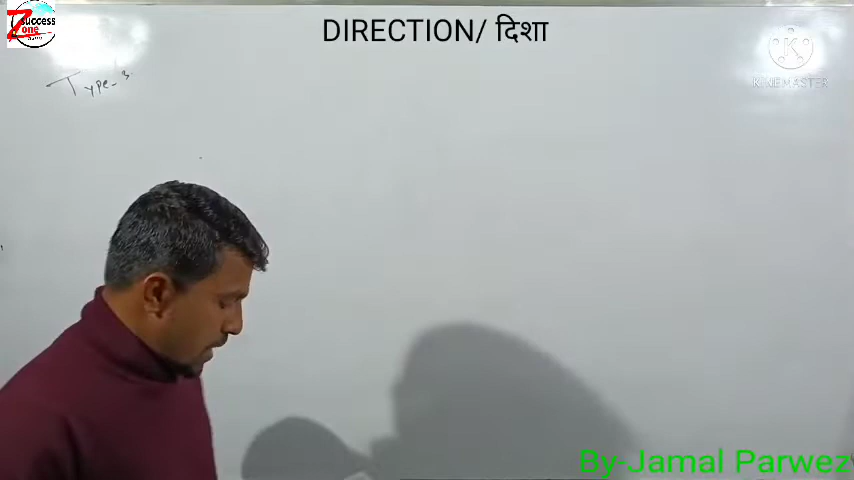 Success
Zone
DIRECTION/ दिशा
Type-3
KINEMASTER
By-Jamal Parwez